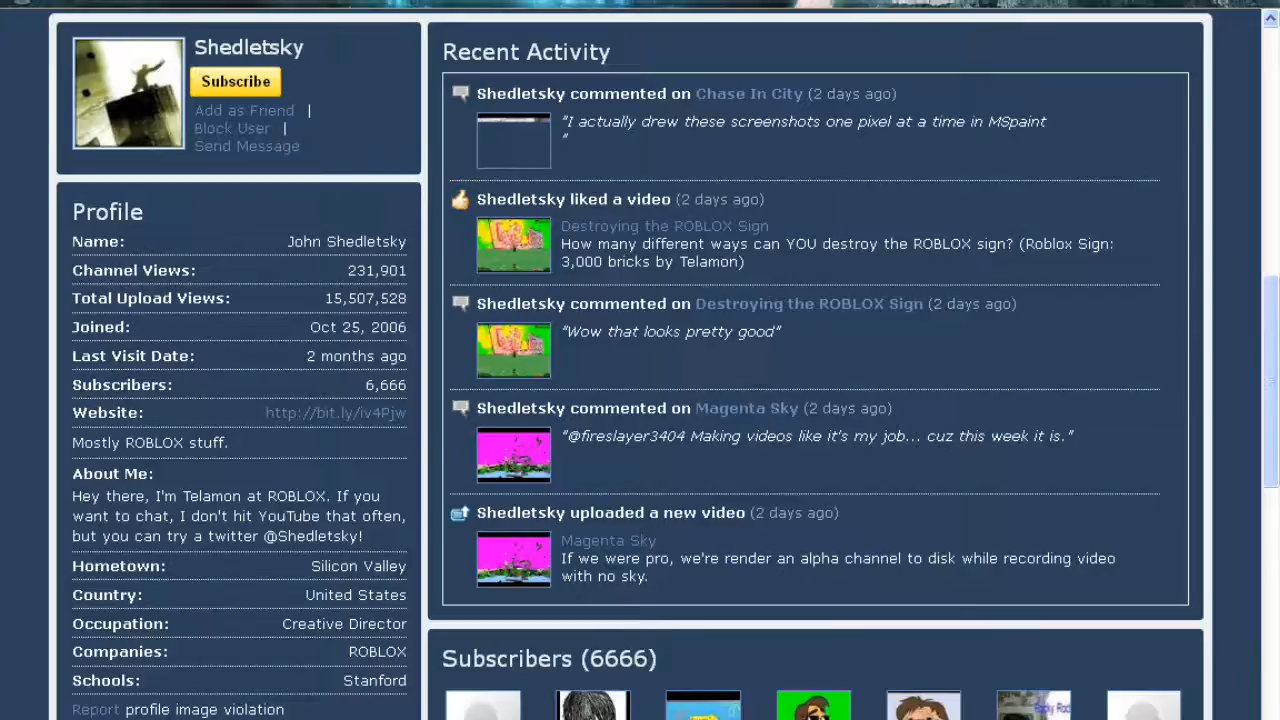 Shedletsky
Subscribe
Add as Friend |
Block User |
Send Message
Profile
Name: John Shedletsky
Channel Views: 231,901
Total Upload Views: 15,507,528
Joined: Oct 25, 2006
Last Visit Date: 2 months ago
Subscribers: 6,666
Website: http://bit.ly/iv4Pjw
Mostly ROBLOX stuff.
About Me:
Hey there, I'm Telamon at ROBLOX. If you
want to chat, I don't hit YouTube that often,
but you can try a twitter @Shedletsky!
Hometown: Silicon Valley
Country: United States
Occupation: Creative Director
Companies: ROBLOX
Schools: Stanford
Report profile image violation
Recent Activity
Shedletsky commented on Chase In City (2 days ago)
"I actually drew these screenshots one pixel at a time in MSpaint
"
Shedletsky liked a video (2 days ago)
Destroying the ROBLOX Sign
How many different ways can YOU destroy the ROBLOX sign? (Roblox Sign:
3,000 bricks by Telamon)
Shedletsky commented on Destroying the ROBLOX Sign (2 days ago)
"Wow that looks pretty good"
Shedletsky commented on Magenta Sky (2 days ago)
"@fireslayer3404 Making videos like it's my job... cuz this week it is."
Shedletsky uploaded a new video (2 days ago)
Magenta Sky
If we were pro, we're render an alpha channel to disk while recording video
with no sky.
Subscribers (6666)